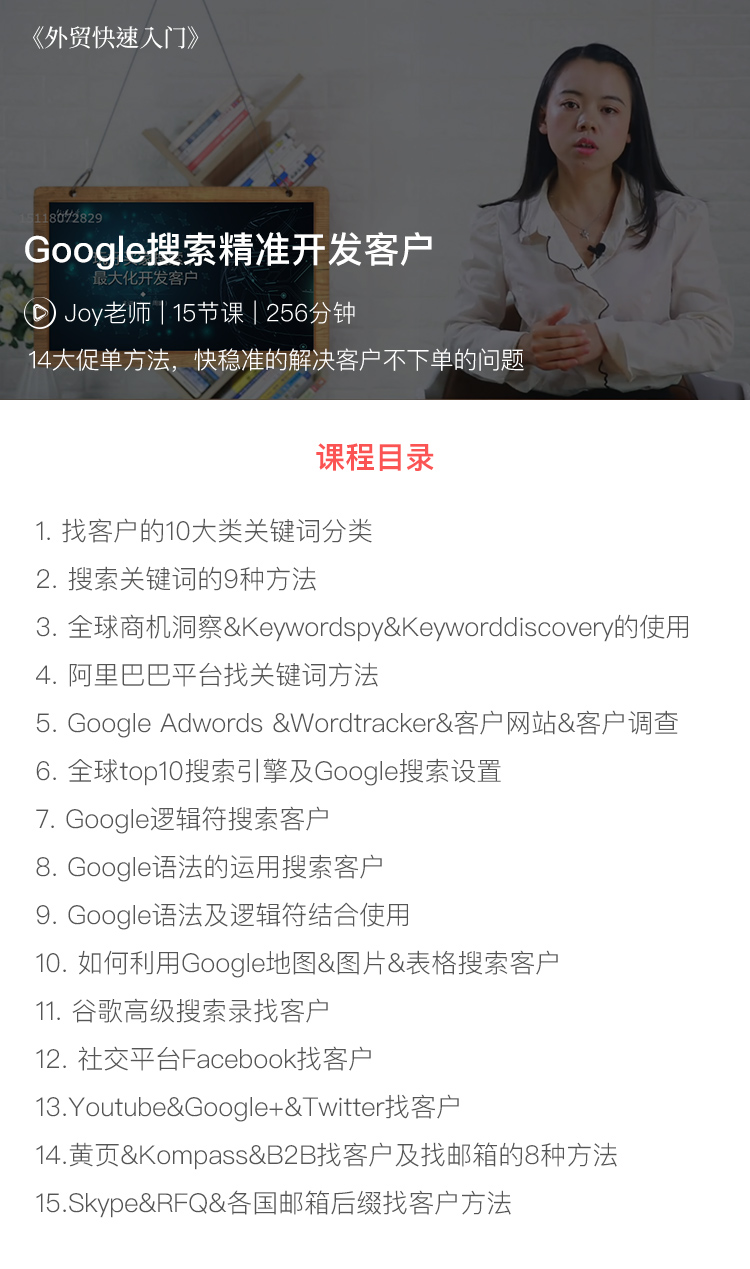 《外贸快速入门》
15118072829
Google搜索精准开发客户
最大化开发客户
Joy老师 | 15节课 | 256分钟
14大促单方法，快稳准的解决客户不下单的问题
课程目录
1. 找客户的10大类关键词分类
2. 搜索关键词的9种方法
3. 全球商机洞察&Keywordspy&Keyworddiscovery的使用
4. 阿里巴巴平台找关键词方法
5. Google Adwords &Wordtracker&客户网站&客户调查
6. 全球top10搜索引擎及Google搜索设置
7. Google逻辑符搜索客户
8. Google语法的运用搜索客户
9. Google语法及逻辑符结合使用
10. 如何利用Google地图&图片&表格搜索客户
11. 谷歌高级搜索录找客户
12. 社交平台Facebook找客户
13.Youtube&Google+&Twitter找客户
14.黄页&Kompass&B2B找客户及找邮箱的8种方法
15.Skype&RFQ&各国邮箱后缀找客户方法